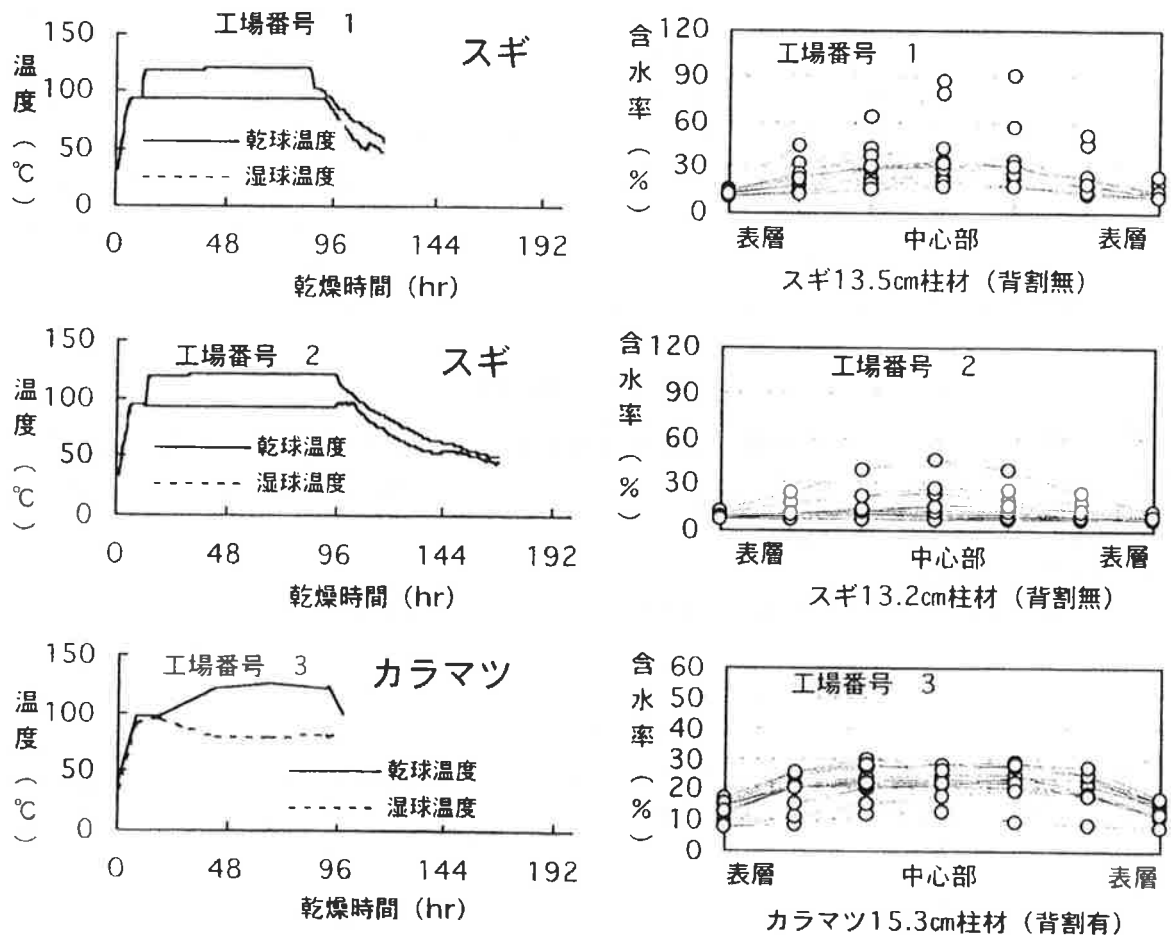 工場番号 1
スギ
150
100
50
0
温度(℃)
乾球温度
湿球温度
0 48 96 144 192
乾燥時間 (hr)
工場番号 1
120
90
60
30
0
含水率(%)
表層 中心部 表層
スギ13.5cm柱材 (背割無)
工場番号 2
スギ
150
100
50
0
温度(℃)
乾球温度
湿球温度
0 48 96 144 192
乾燥時間 (hr)
工場番号 2
120
90
60
30
0
含水率(%)
表層 中心部 表層
スギ13.2cm柱材 (背割無)
工場番号 3
カラマツ
150
100
50
0
温度(℃)
乾球温度
湿球温度
0 48 96 144 192
乾燥時間 (hr)
工場番号 3
60
50
40
30
20
10
0
含水率(%)
表層 中心部 表層
カラマツ15.3cm柱材 (背割有)